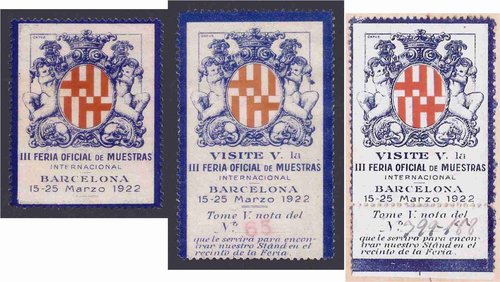 III FERIA OFICIAL DE MUESTRAS
INTERNACIONAL
BARCELONA
15-25 Marzo 1922
VISITE V. la
III FERIA OFICIAL DE MUESTRAS
INTERNACIONAL
BARCELONA
15-25 Marzo 1922
Tome V. nota del
Nº 65
que le servirá para encon-
trar nuestro Stánd en el
recinto de la Feria.
VISITE V. la
III FERIA OFICIAL DE MUESTRAS
INTERNACIONAL
BARCELONA
15-25 Marzo 1922
Tome V. nota del
Nº
que le servirá para encon-
trar nuestro Stánd en el
recinto de la Feria.